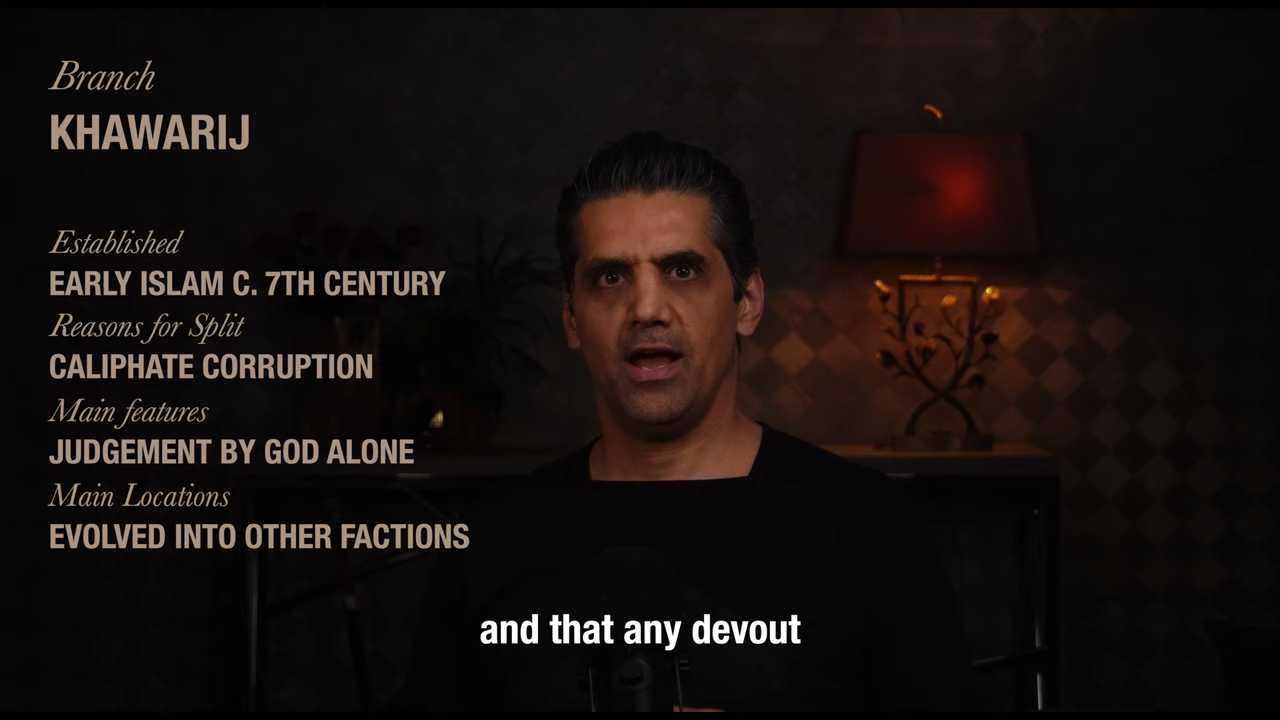 Branch
KHAWARIJ
Established
EARLY ISLAM C. 7TH CENTURY
Reasons for Split
CALIPHATE CORRUPTION
Main features
JUDGEMENT BY GOD ALONE
Main Locations
EVOLVED INTO OTHER FACTIONS
and that any devout